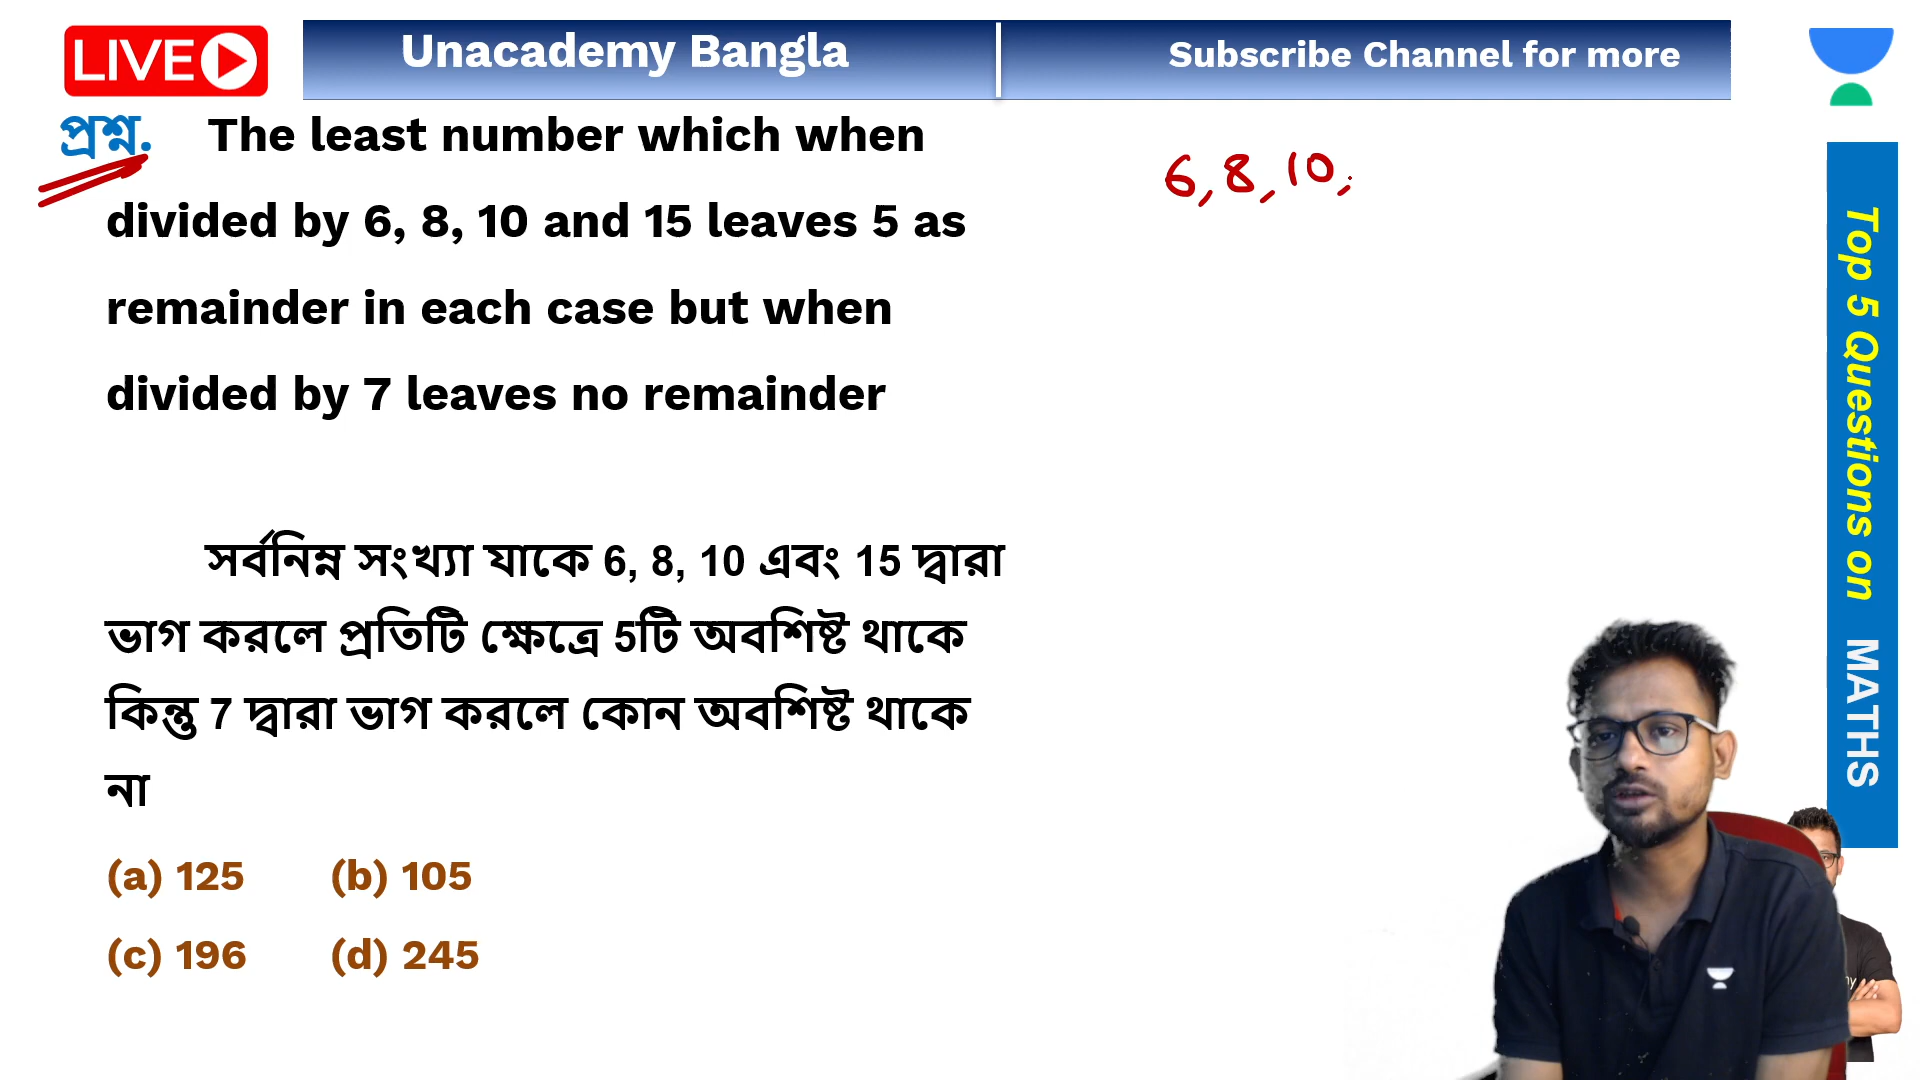 LIVE
Unacademy Bangla
Subscribe Channel for more
প্রশ্ন. The least number which when
divided by 6, 8, 10 and 15 leaves 5 as
remainder in each case but when
divided by 7 leaves no remainder
6, 8, 10,
সর্বনিম্ন সংখ্যা যাকে 6, 8, 10 এবং 15 দ্বারা
ভাগ করলে প্রতিটি ক্ষেত্রে 5টি অবশিষ্ট থাকে
কিন্তু 7 দ্বারা ভাগ করলে কোন অবশিষ্ট থাকে
না
(a) 125 (b) 105
(c) 196 (d) 245
Top 5 Questions on MATHS